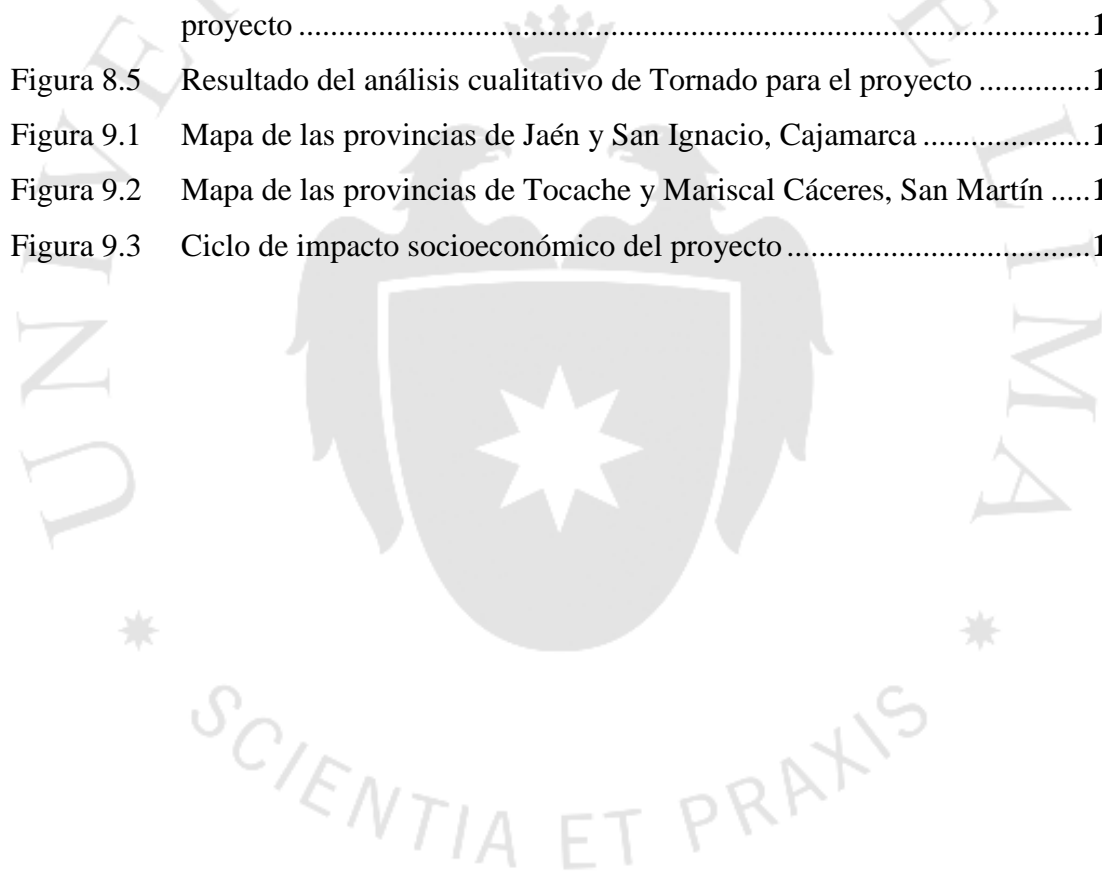 proyecto ........................................................................................................1
Figura 8.5 Resultado del análisis cualitativo de Tornado para el proyecto ..............1
Figura 9.1 Mapa de las provincias de Jaén y San Ignacio, Cajamarca .....................1
Figura 9.2 Mapa de las provincias de Tocache y Mariscal Cáceres, San Martín .....1
Figura 9.3 Ciclo de impacto socioeconómico del proyecto ......................................1
SCIENTIA ET PRAXIS
LIMA